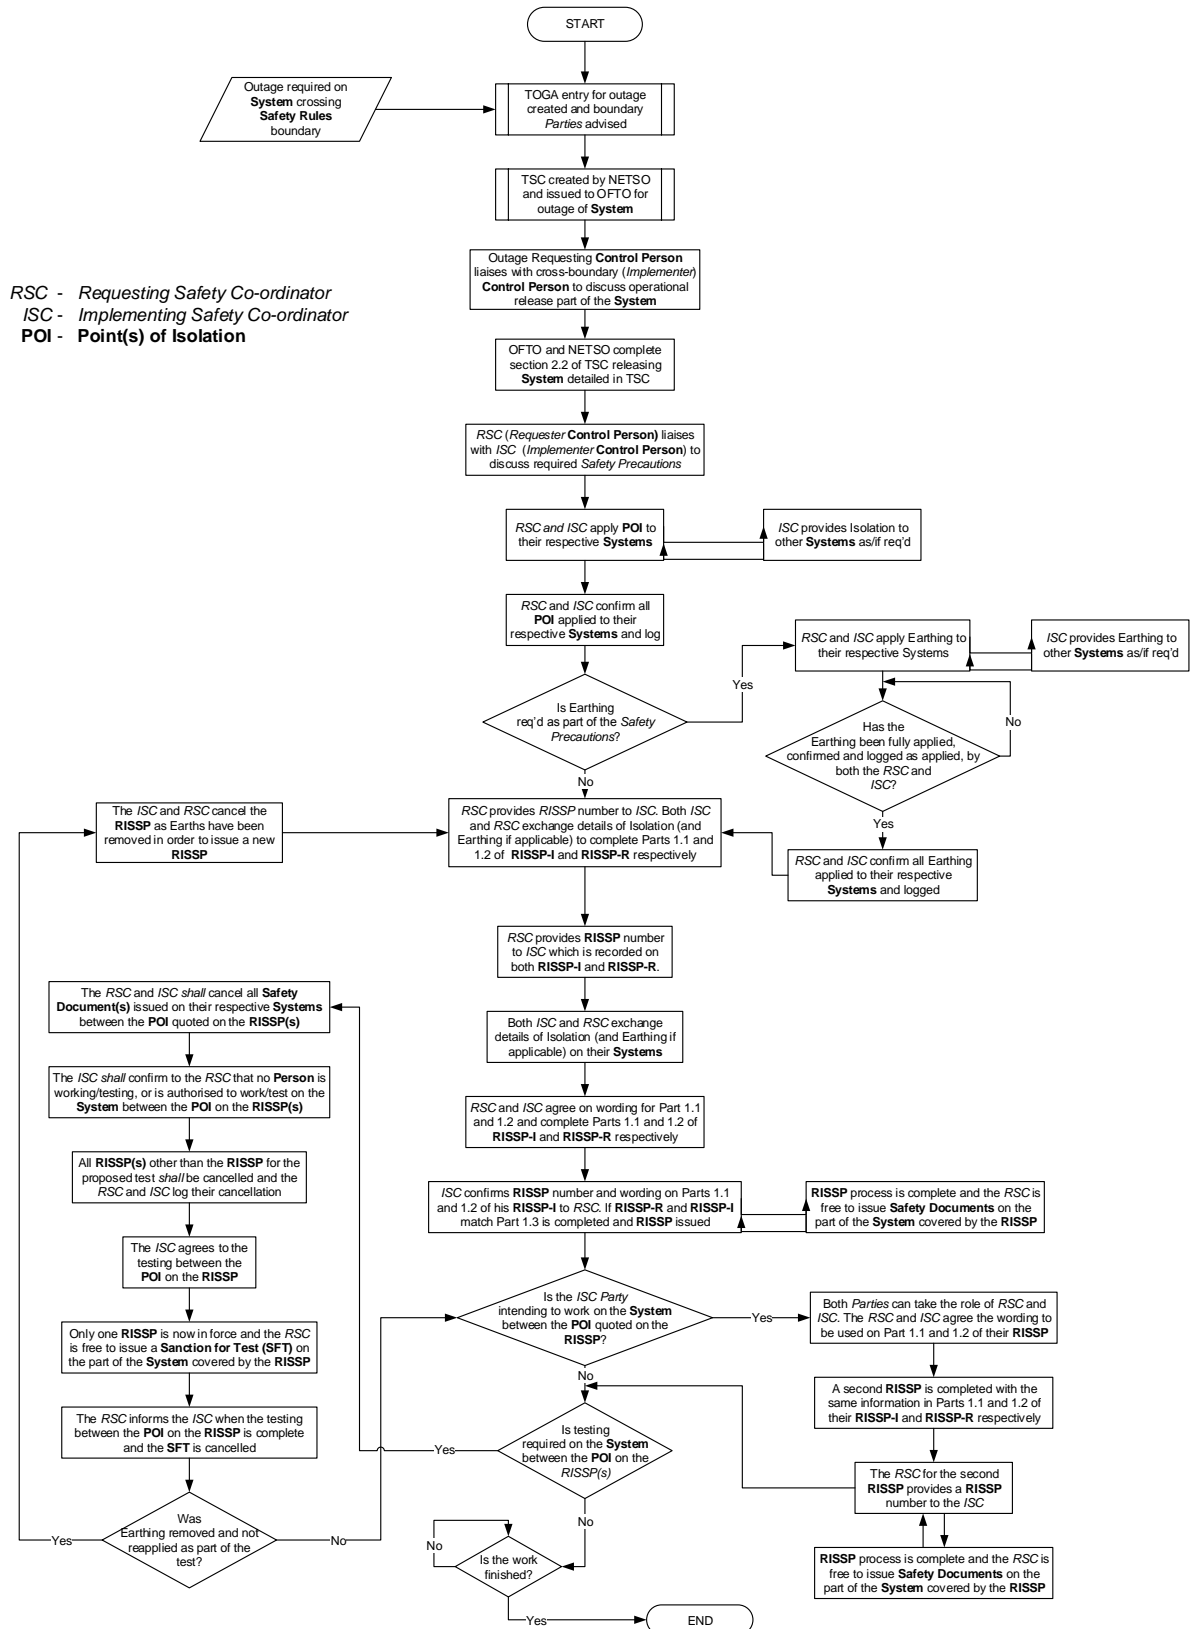 START
Outage required on
System crossing
Safety Rules
boundary
TOGA entry for outage
created and boundary
Parties advised
TSC created by NETSO
and issued to OFTO for
outage of System
Outage Requesting Control Person
liaises with cross-boundary (Implementer)
Control Person to discuss operational
release part of the System
RSC - Requesting Safety Co-ordinator
ISC - Implementing Safety Co-ordinator
POI - Point(s) of Isolation
OFTO and NETSO complete
section 2.2 of TSC releasing
System detailed in TSC
RSC (Requester Control Person) liaises
with ISC (Implementer Control Person) to
discuss required Safety Precautions
RSC and ISC apply POI to
their respective Systems
ISC provides Isolation to
other Systems as/if req'd
RSC and ISC confirm all
POI applied to their
respective Systems and log
RSC and ISC apply Earthing to
their respective Systems
ISC provides Earthing to
other Systems as/if req'd
Is Earthing
req'd as part of the Safety
Precautions?
Yes
No
Has the
Earthing been fully applied,
confirmed and logged as applied, by
both the RSC and
ISC?
No
Yes
RSC and ISC confirm all Earthing
applied to their respective
Systems and logged
The ISC and RSC cancel the
RISSP as Earths have been
removed in order to issue a new
RISSP
RSC provides RISSP number to ISC. Both ISC
and RSC exchange details of Isolation (and
Earthing if applicable) to complete Parts 1.1 and
1.2 of RISSP-I and RISSP-R respectively
RSC provides RISSP number
to ISC which is recorded on
both RISSP-I and RISSP-R.
Both ISC and RSC exchange
details of Isolation (and Earthing if
applicable) on their Systems
RSC and ISC agree on wording for Part 1.1
and 1.2 and complete Parts 1.1 and 1.2 of
RISSP-I and RISSP-R respectively
ISC confirms RISSP number and wording on Parts 1.1
and 1.2 of his RISSP-I to RSC. If RISSP-R and RISSP-I
match Part 1.3 is completed and RISSP issued
RISSP process is complete and the RSC is
free to issue Safety Documents on the
part of the System covered by the RISSP
Is the ISC Party
intending to work on the System
between the POI quoted on the
RISSP?
Yes
No
Both Parties can take the role of RSC and
ISC. The RSC and ISC agree the wording to
be used on Part 1.1 and 1.2 of their RISSP
A second RISSP is completed with the
same information in Parts 1.1 and 1.2 of
their RISSP-I and RISSP-R respectively
The RSC for the second
RISSP provides a RISSP
number to the ISC
RISSP process is complete and the RSC is
free to issue Safety Documents on the
part of the System covered by the RISSP
Is testing
required on the System
between the POI on the
RISSP(s)
Yes
No
The RSC and ISC shall cancel all Safety
Document(s) issued on their respective Systems
between the POI quoted on the RISSP(s)
The ISC shall confirm to the RSC that no Person is
working/testing, or is authorised to work/test on the
System between the POI on the RISSP(s)
All RISSP(s) other than the RISSP for the
proposed test shall be cancelled and the
RSC and ISC log their cancellation
The ISC agrees to the
testing between the
POI on the RISSP
Only one RISSP is now in force and the RSC
is free to issue a Sanction for Test (SFT) on
the part of the System covered by the RISSP
The RSC informs the ISC when the testing
between the POI on the RISSP is complete
and the SFT is cancelled
Was
Earthing removed and not
reapplied as part of the
test?
Yes
No
Is the work
finished?
No
Yes
END